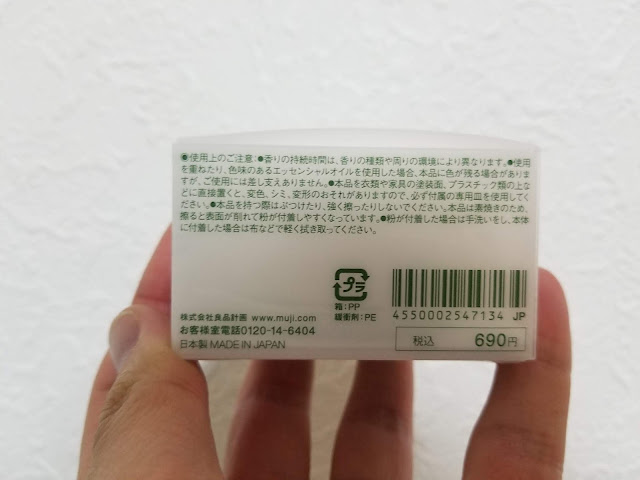 ●使用上のご注意:●香りの持続時間は、香りの種類や周りの環境により異なります。●使用
を重ねたり、色味のあるエッセンシャルオイルを使用した場合、本品に色が残る場合がありま
すが、ご使用には差し支えありません。●本品を衣類や家具の塗装面、プラスチック類の上な
どに直接置くと、変色、シミ、変形のおそれがありますので、必ず付属の専用皿を使用してく
ださい。●本品を持つ際はぶつけたり、強く擦ったりしないでください。本品は素焼きのため、
擦ると表面が削れて粉が付着しやすくなっています。●粉が付着した場合は手洗いをし、本体
に付着した場合は布などで軽く拭き取ってください。
プラ
箱:PP
緩衝剤:PE
4550002547134 JP
株式会社良品計画 www.muji.com
お客様室電話0120-14-6404
日本製 MADE IN JAPAN
税込 690円